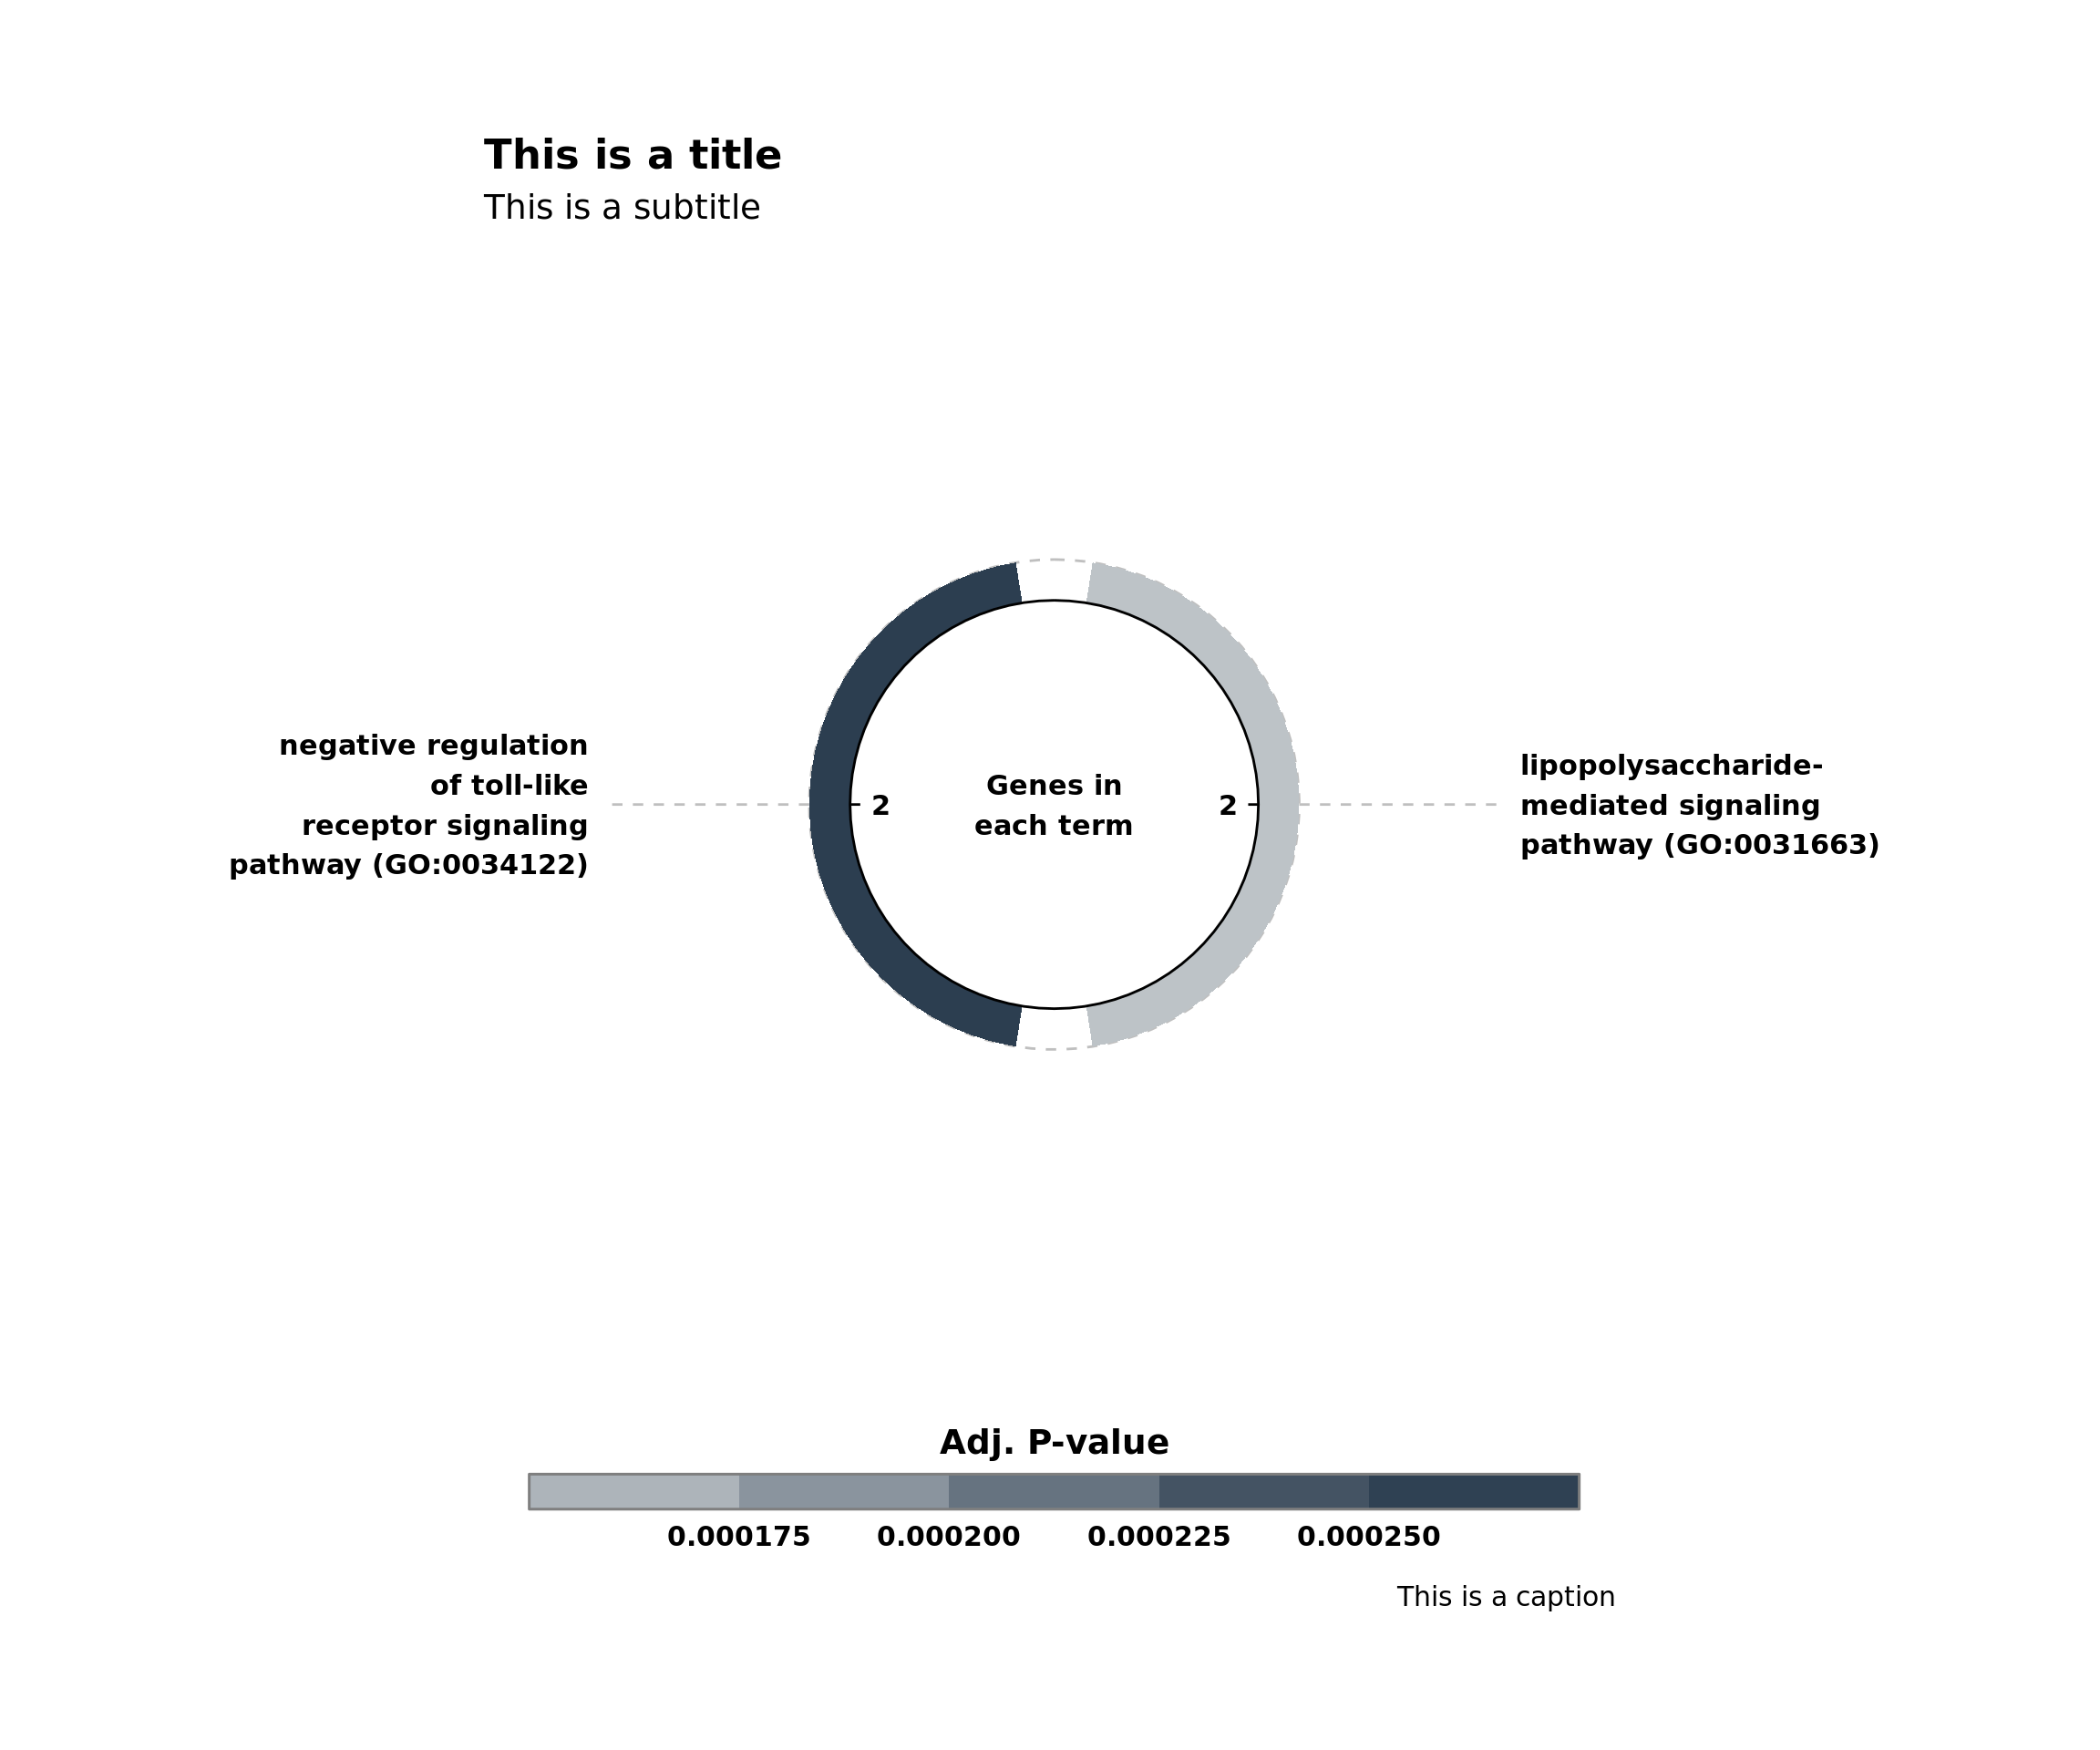 This is a title
This is a subtitle
negative regulation
of toll-like
receptor signaling
pathway (GO:0034122)
2
Genes in
each term
2
lipopolysaccharide-
mediated signaling
pathway (GO:0031663)
Adj. P-value
0.000175 0.000200 0.000225 0.000250
This is a caption